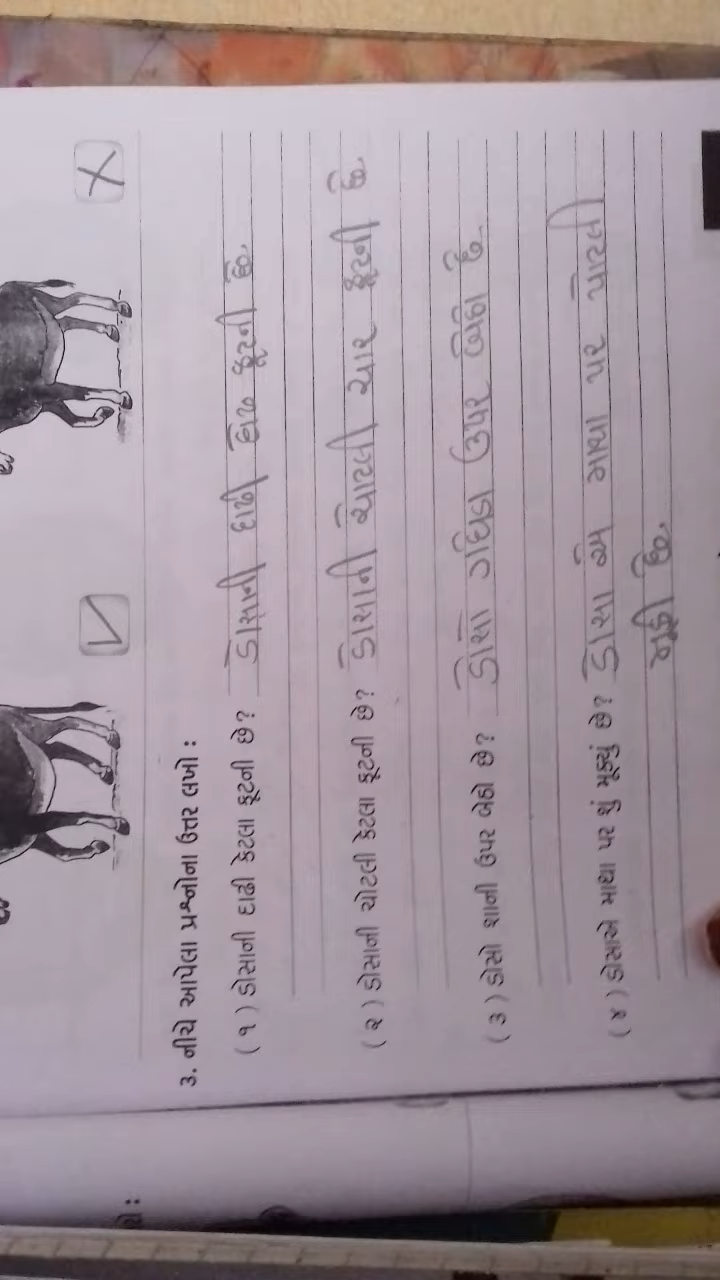 ૩. નીચે આપેલા પ્રશ્નોના ઉત્તર લખો :
(૧) ડોસાની દાઢી કેટલા ફૂટની છે? ડોસાની દાઢી દોઢ ફૂટની છે.
(૨) ડોસાની ચોટલી કેટલા ફૂટની છે? ડોસાની ચોટલી ચાર ફૂટની છે.
(૩) ડોસો શાની ઉપર બેઠો છે? ડોસો ગધેડા ઉપર બેઠો છે.
(૪) ડોસાએ માથા પર શું મૂક્યું છે? ડોસા એ માથા પર પોટલી
મૂકી છે.